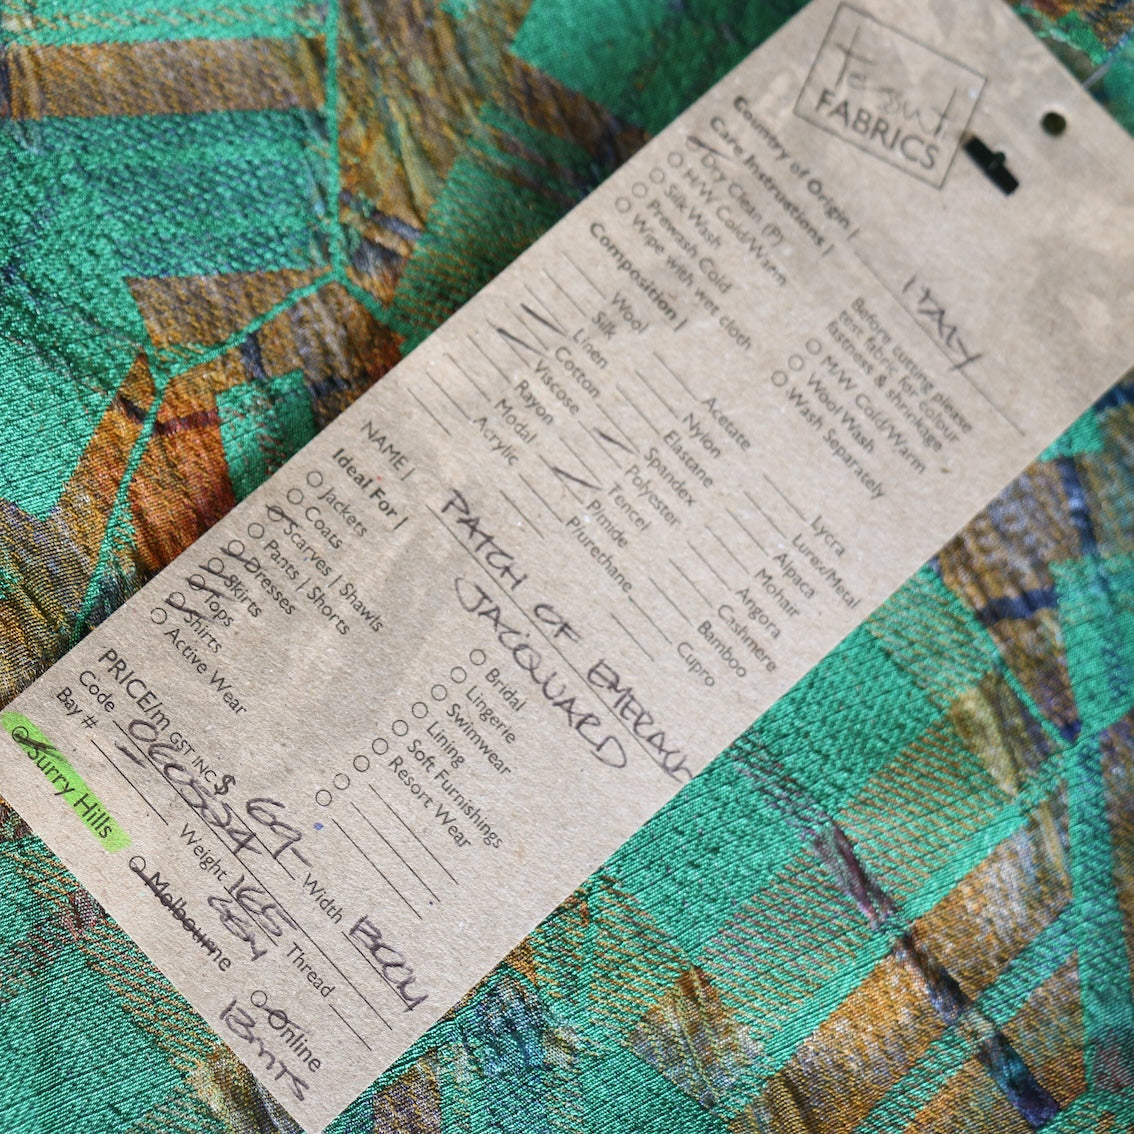 Tessuti
FABRICS
Country of Origin | ITALY
Care Instructions |
Dry Clean (P)
H/W Cold/Warm
Silk Wash
Prewash Cold
Wipe with wet cloth
Before cutting please
test fabric for colour
fastness & shrinkage
M/W Cold/Warm
Wool Wash
Wash Separately
Composition |
Wool
Silk
Linen
Cotton
Viscose
Rayon
Modal
Acrylic
Acetate
Nylon
Elastane
Spandex
Polyester
Tencel
P/mide
P/urethane
Lycra
Lurex/Metal
Alpaca
Mohair
Angora
Cashmere
Bamboo
Cupro
NAME | PATCH OF EMERALD
JACQUARD
Ideal For |
Jackets
Coats
Scarves | Shawls
Pants | Shorts
Dresses
Skirts
Tops
Shirts
Active Wear
Bridal
Lingerie
Swimwear
Lining
Soft Furnishings
Resort Wear
PRICE/m GST INC $ 69- Width
Code Weight 165 Thread
GSM
Bay #
Surry Hills Melbourne Online
13mts